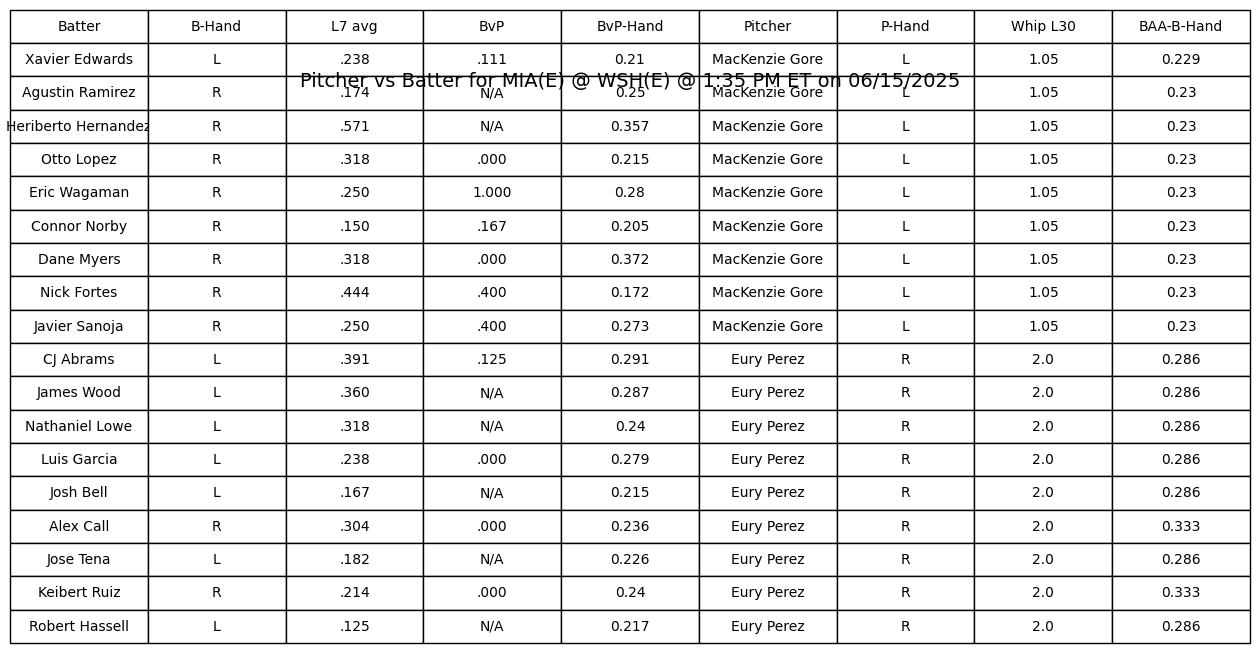 Batter B-Hand L7 avg BvP BvP-Hand Pitcher P-Hand Whip L30 BAA-B-Hand
Xavier Edwards L .238 .111 0.21 MacKenzie Gore L 1.05 0.229
Pitcher vs Batter for MIA(E) @ WSH(E) @ 1:35 PM ET on 06/15/2025
Agustin Ramirez R .174 N/A 0.25 MacKenzie Gore L 1.05 0.23
Heriberto Hernandez R .571 N/A 0.357 MacKenzie Gore L 1.05 0.23
Otto Lopez R .318 .000 0.215 MacKenzie Gore L 1.05 0.23
Eric Wagaman R .250 1.000 0.28 MacKenzie Gore L 1.05 0.23
Connor Norby R .150 .167 0.205 MacKenzie Gore L 1.05 0.23
Dane Myers R .318 .000 0.372 MacKenzie Gore L 1.05 0.23
Nick Fortes R .444 .400 0.172 MacKenzie Gore L 1.05 0.23
Javier Sanoja R .250 .400 0.273 MacKenzie Gore L 1.05 0.23
CJ Abrams L .391 .125 0.291 Eury Perez R 2.0 0.286
James Wood L .360 N/A 0.287 Eury Perez R 2.0 0.286
Nathaniel Lowe L .318 N/A 0.24 Eury Perez R 2.0 0.286
Luis Garcia L .238 .000 0.279 Eury Perez R 2.0 0.286
Josh Bell L .167 N/A 0.215 Eury Perez R 2.0 0.286
Alex Call R .304 .000 0.236 Eury Perez R 2.0 0.333
Jose Tena L .182 N/A 0.226 Eury Perez R 2.0 0.286
Keibert Ruiz R .214 .000 0.24 Eury Perez R 2.0 0.333
Robert Hassell L .125 N/A 0.217 Eury Perez R 2.0 0.286